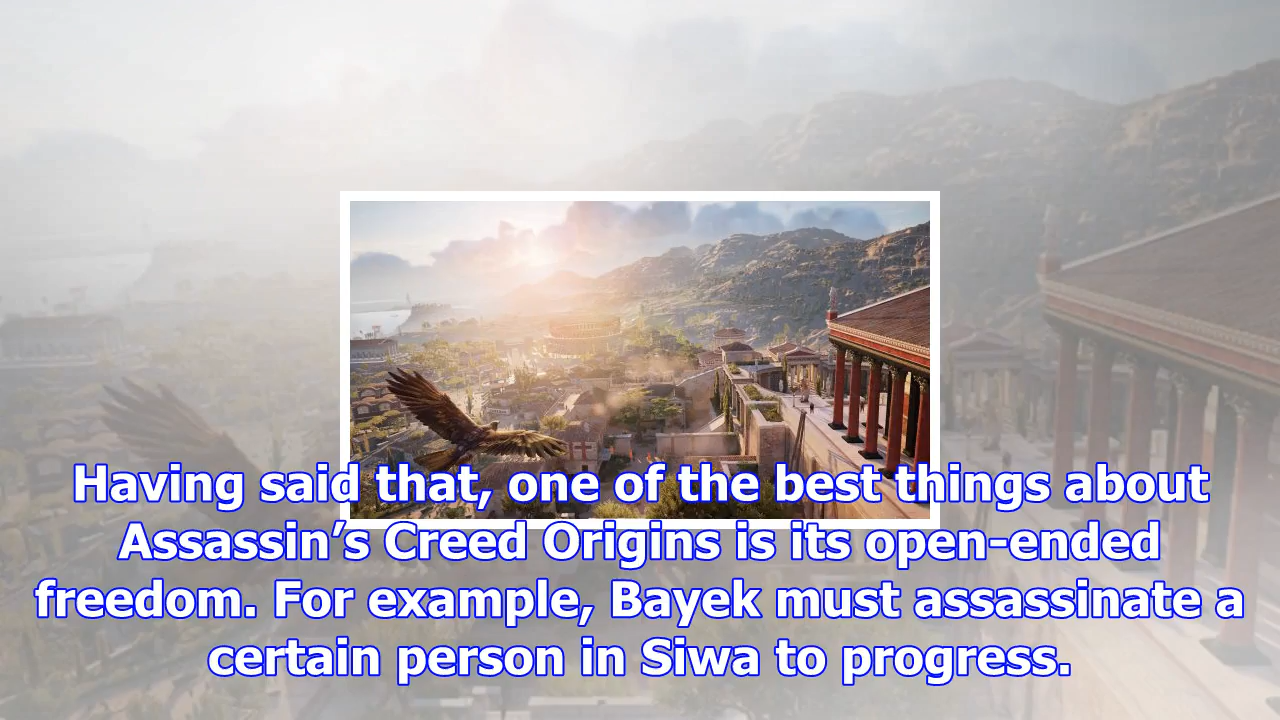 Having said that, one of the best things about
Assassin’s Creed Origins is its open-ended
freedom. For example, Bayek must assassinate a
certain person in Siwa to progress.